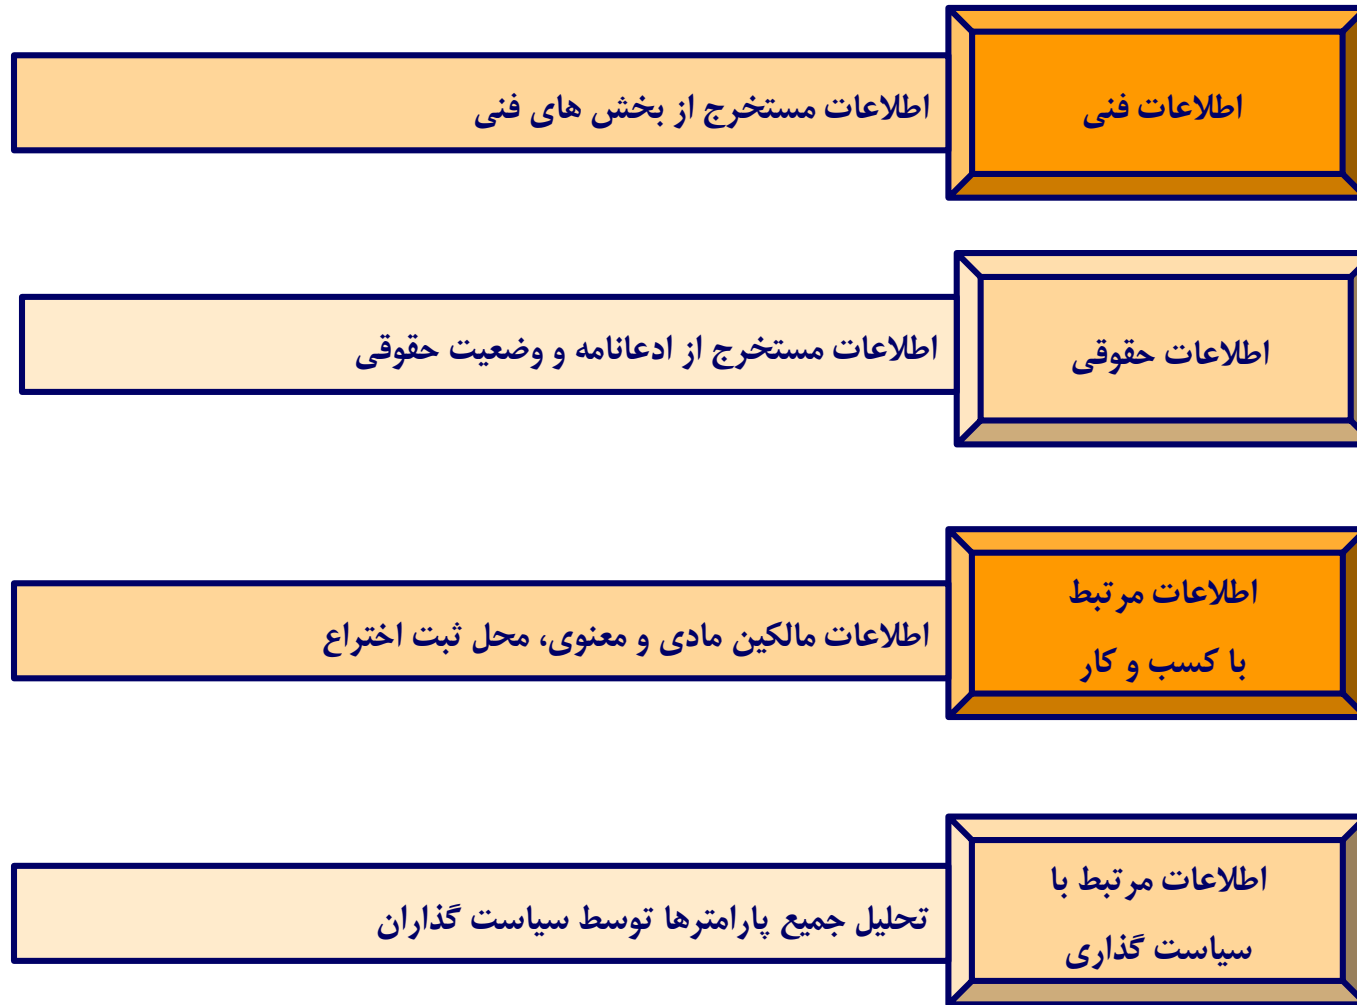 اطلاعات فنی
اطلاعات مستخرج از بخش های فنی
اطلاعات حقوقی
اطلاعات مستخرج از ادعانامه و وضعیت حقوقی
اطلاعات مرتبط
با کسب و کار
اطلاعات مالکین مادی و معنوی، محل ثبت اختراع
اطلاعات مرتبط با
سیاست گذاری
تحلیل جمیع پارامترها توسط سیاست گذاران